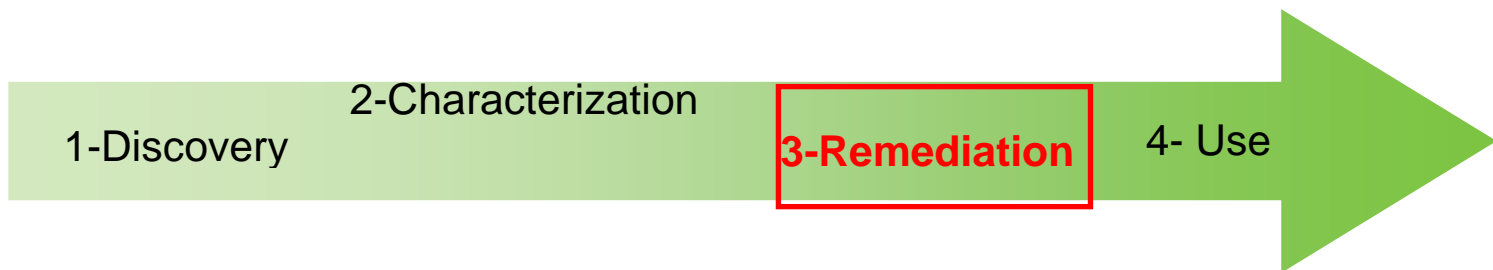 1-Discovery
2-Characterization
3-Remediation
4- Use